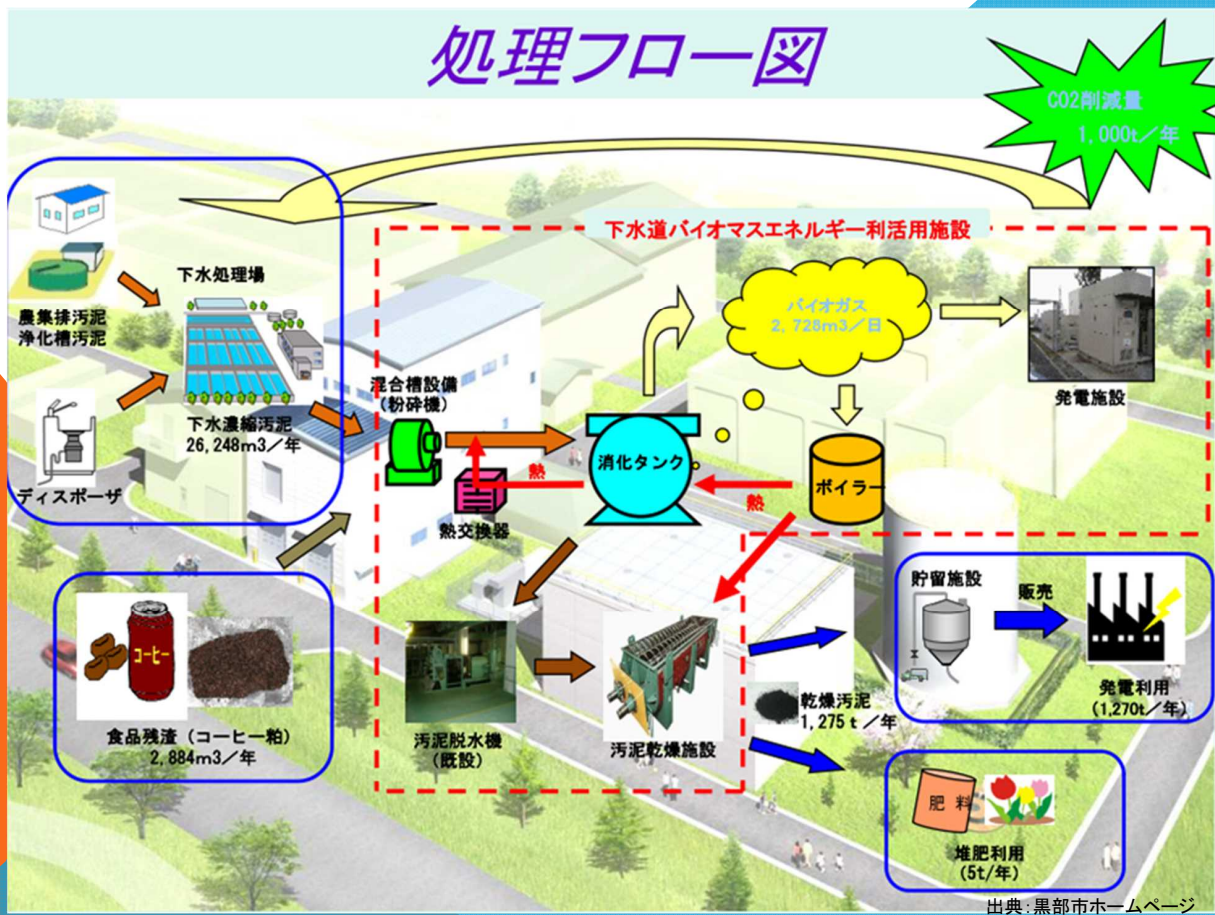 処理フロー図
CO2削減量
1,000t/年
下水道バイオマスエネルギー利活用施設
下水処理場
農集排汚泥
浄化槽汚泥
ディスポーザ
下水濃縮汚泥
26,248m3/年
混合槽設備
(粉砕機)
熱
熱交換器
消化タンク
バイオガス
2,728m3/日
熱
ボイラー
発電施設
コーヒー
食品残渣(コーヒー粕)
2,884m3/年
汚泥脱水機
(既設)
汚泥乾燥施設
乾燥汚泥
1,275t/年
貯留施設
販売
発電利用
(1,270t/年)
肥料
堆肥利用
(5t/年)
出典:黒部市ホームページ